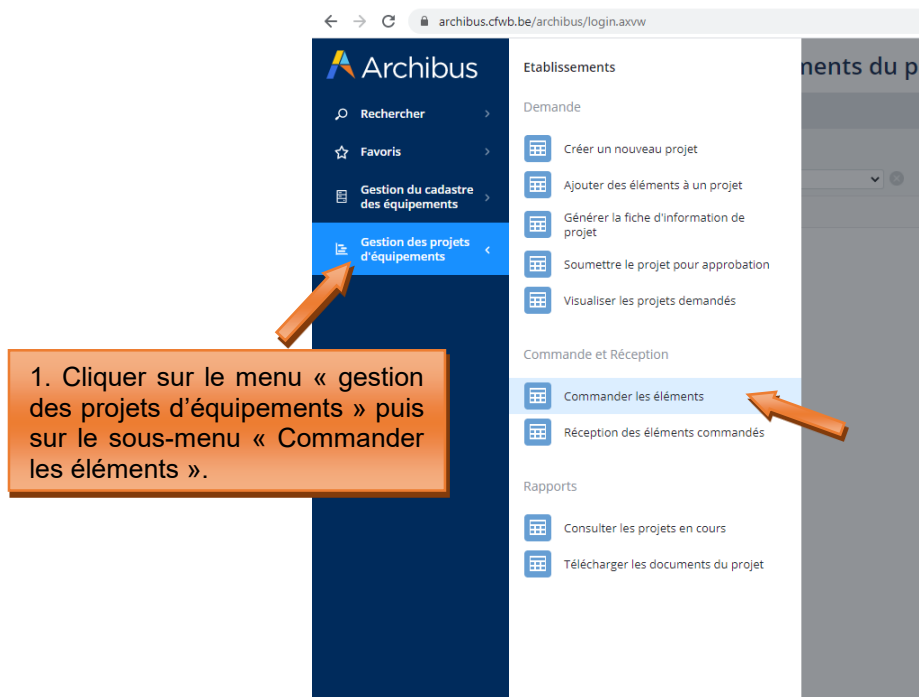 archibus.cfwb.be/archibus/login.axvw
Archibus
Rechercher
Favoris
Gestion du cadastre
des équipements
Gestion des projets
d'équipements
Etablissements
Demande
Créer un nouveau projet
Ajouter des éléments à un projet
Générer la fiche d'information de
projet
Soumettre le projet pour approbation
Visualiser les projets demandés
Commande et Réception
Commander les éléments
Réception des éléments commandés
Rapports
Consulter les projets en cours
Télécharger les documents du projet
ments du p
1. Cliquer sur le menu « gestion
des projets d’équipements » puis
sur le sous-menu « Commander
les éléments ».